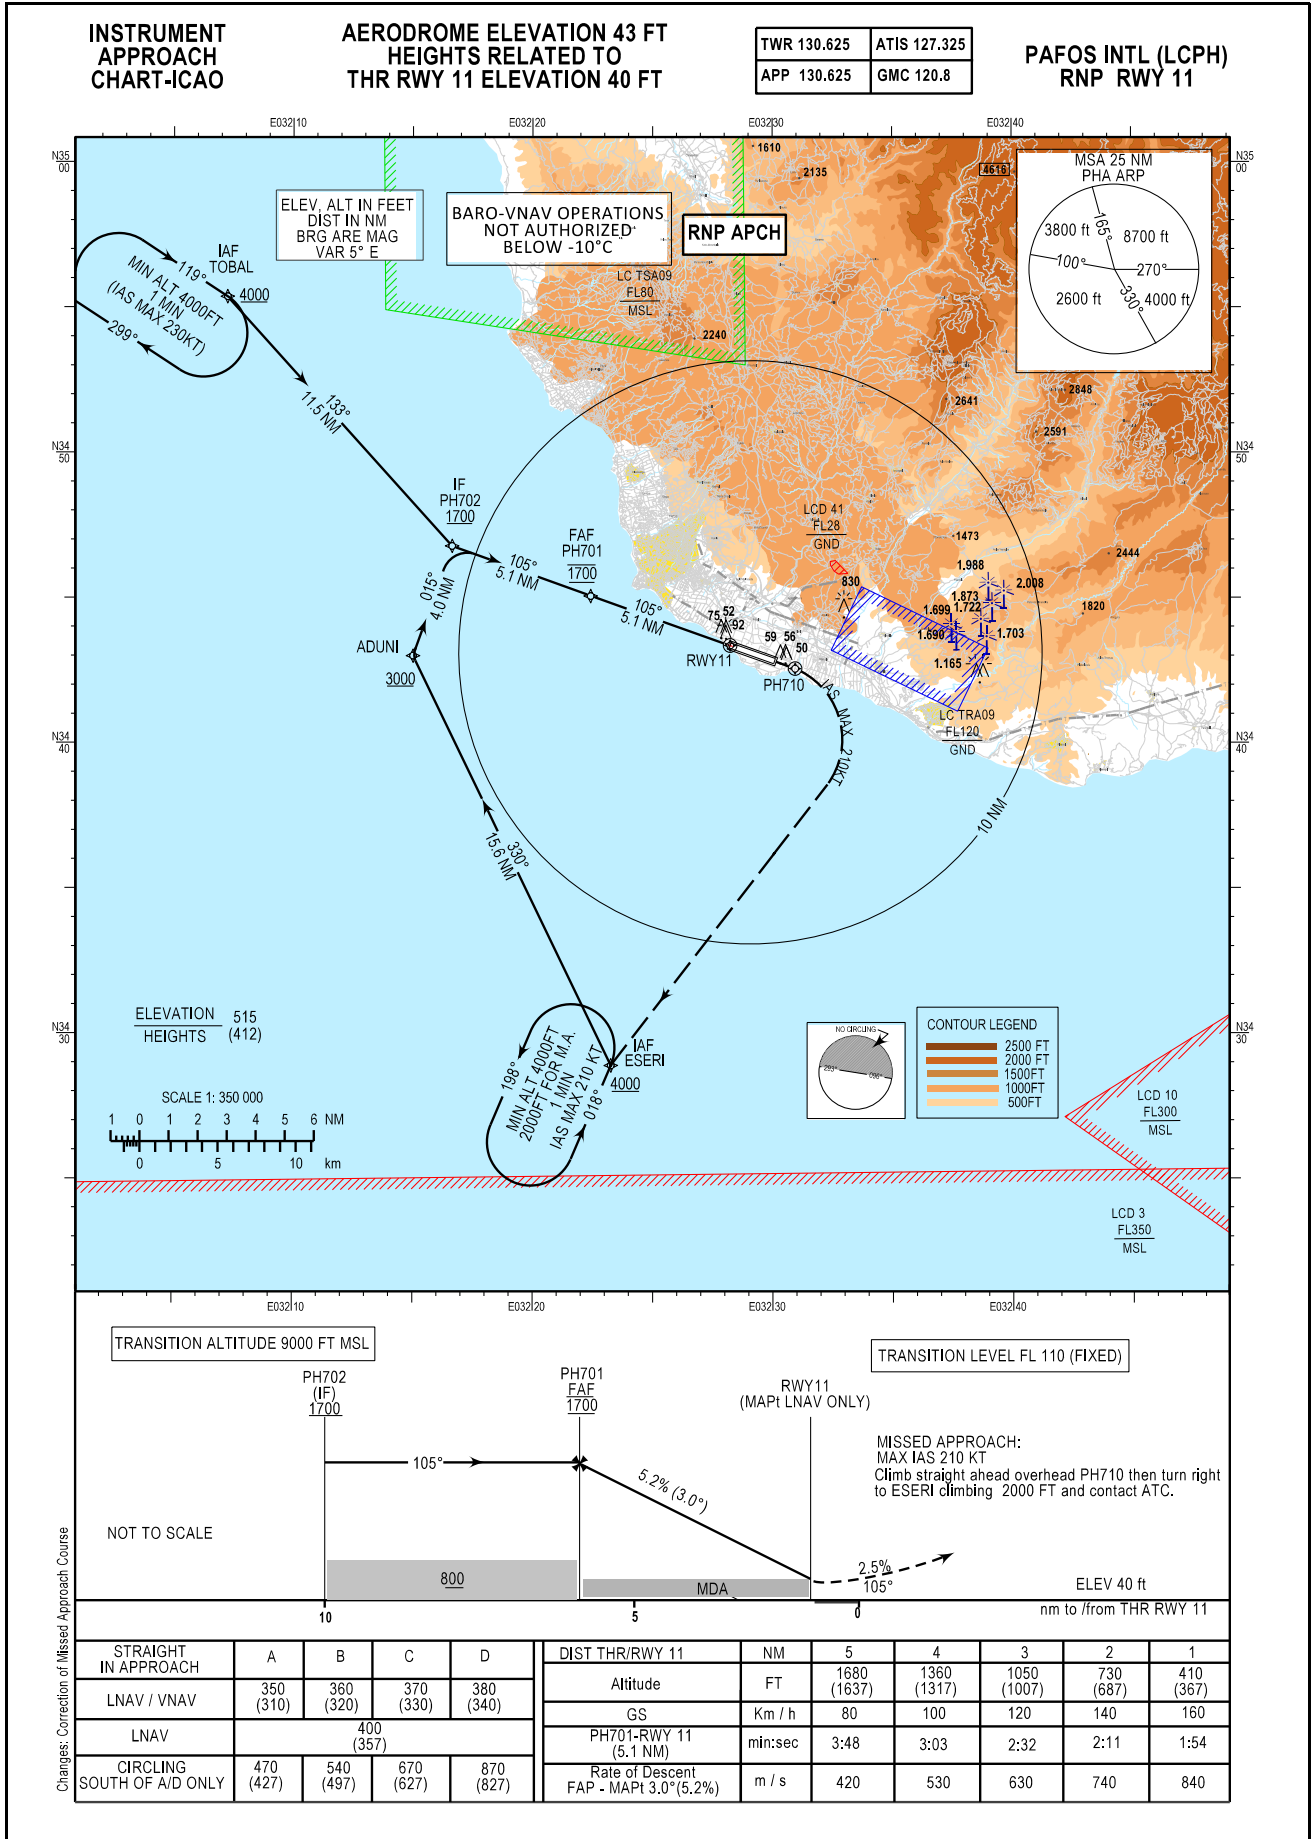 INSTRUMENT
APPROACH
CHART-ICAO
AERODROME ELEVATION 43 FT
HEIGHTS RELATED TO
THR RWY 11 ELEVATION 40 FT
TWR 130.625 ATIS 127.325
APP 130.625 GMC 120.8
PAFOS INTL (LCPH)
RNP RWY 11
E032 10 E032 20 E032 30 E032 40
N35
00
N35
00
ELEV, ALT IN FEET
DIST IN NM
BRG ARE MAG
VAR 5° E
BARO-VNAV OPERATIONS
NOT AUTHORIZED
BELOW -10°C
RNP APCH
1610
2135
4616
MSA 25 NM
PHA ARP
3800 ft
165°
8700 ft
100°
270°
2600 ft
330°
4000 ft
LC TSA09
FL80
MSL
2240
IAF
TOBAL
4000
119°
MIN ALT 4000FT
1 MIN
(IAS MAX 230KT)
299°
133°
11.5 NM
2641
2848
2591
N34
50
N34
50
IF
PH702
1700
FAF
PH701
1700
105°
5.1 NM
105°
5.1 NM
015°
4.0 NM
ADUNI
3000
LCD 41
FL28
GND
830
1473
2444
1.988
2.008
1.873
1.722
1.699
1.690
1.703
1.165
1820
75
52
92
59
56
50
RWY11
PH710
IAS MAX 210KT
LC TRA09
FL120
GND
N34
40
N34
40
330°
15.6 NM
10 NM
ELEVATION 515
HEIGHTS (412)
N34
30
N34
30
IAF
ESERI
4000
198°
MIN ALT 4000FT
2000FT FOR M.A.
1 MIN
IAS MAX 210 KT
018°
NO CIRCLING
293°
096°
CONTOUR LEGEND
2500 FT
2000 FT
1500FT
1000FT
500FT
LCD 10
FL300
MSL
SCALE 1: 350 000
1 0 1 2 3 4 5 6 NM
0 5 10 km
LCD 3
FL350
MSL
E032 10 E032 20 E032 30 E032 40
TRANSITION ALTITUDE 9000 FT MSL
TRANSITION LEVEL FL 110 (FIXED)
PH702
(IF)
1700
PH701
FAF
1700
RWY11
(MAPt LNAV ONLY)
MISSED APPROACH:
MAX IAS 210 KT
Climb straight ahead overhead PH710 then turn right
to ESERI climbing 2000 FT and contact ATC.
105°
5.2% (3.0°)
NOT TO SCALE
800
MDA
2.5%
105°
ELEV 40 ft
nm to /from THR RWY 11
10 5 0
Changes: Correction of Missed Approach Course
STRAIGHT
IN APPROACH
A B C D
LNAV / VNAV
350 360 370 380
(310) (320) (330) (340)
LNAV
400
(357)
CIRCLING
SOUTH OF A/D ONLY
470 540 670 870
(427) (497) (627) (827)
DIST THR/RWY 11 NM 5 4 3 2 1
Altitude FT
1680 1360 1050 730 410
(1637) (1317) (1007) (687) (367)
GS Km / h 80 100 120 140 160
PH701-RWY 11
(5.1 NM)
min:sec 3:48 3:03 2:32 2:11 1:54
Rate of Descent
FAP - MAPt 3.0°(5.2%)
m / s 420 530 630 740 840